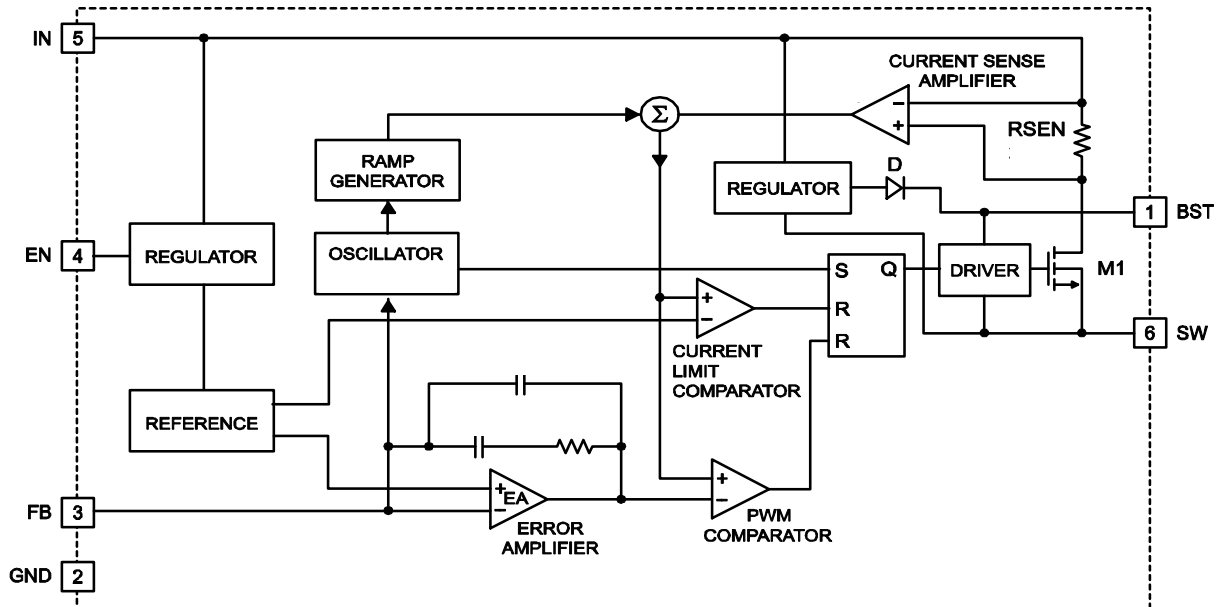 IN 5
CURRENT SENSE
AMPLIFIER
Σ
−
+
RSEN
RAMP
GENERATOR
D
REGULATOR
1 BST
EN 4
REGULATOR
OSCILLATOR
S Q
DRIVER
M1
+
−
R
R
6 SW
CURRENT
LIMIT
COMPARATOR
REFERENCE
+
EA
−
+
−
FB 3
ERROR
AMPLIFIER
PWM
COMPARATOR
GND 2